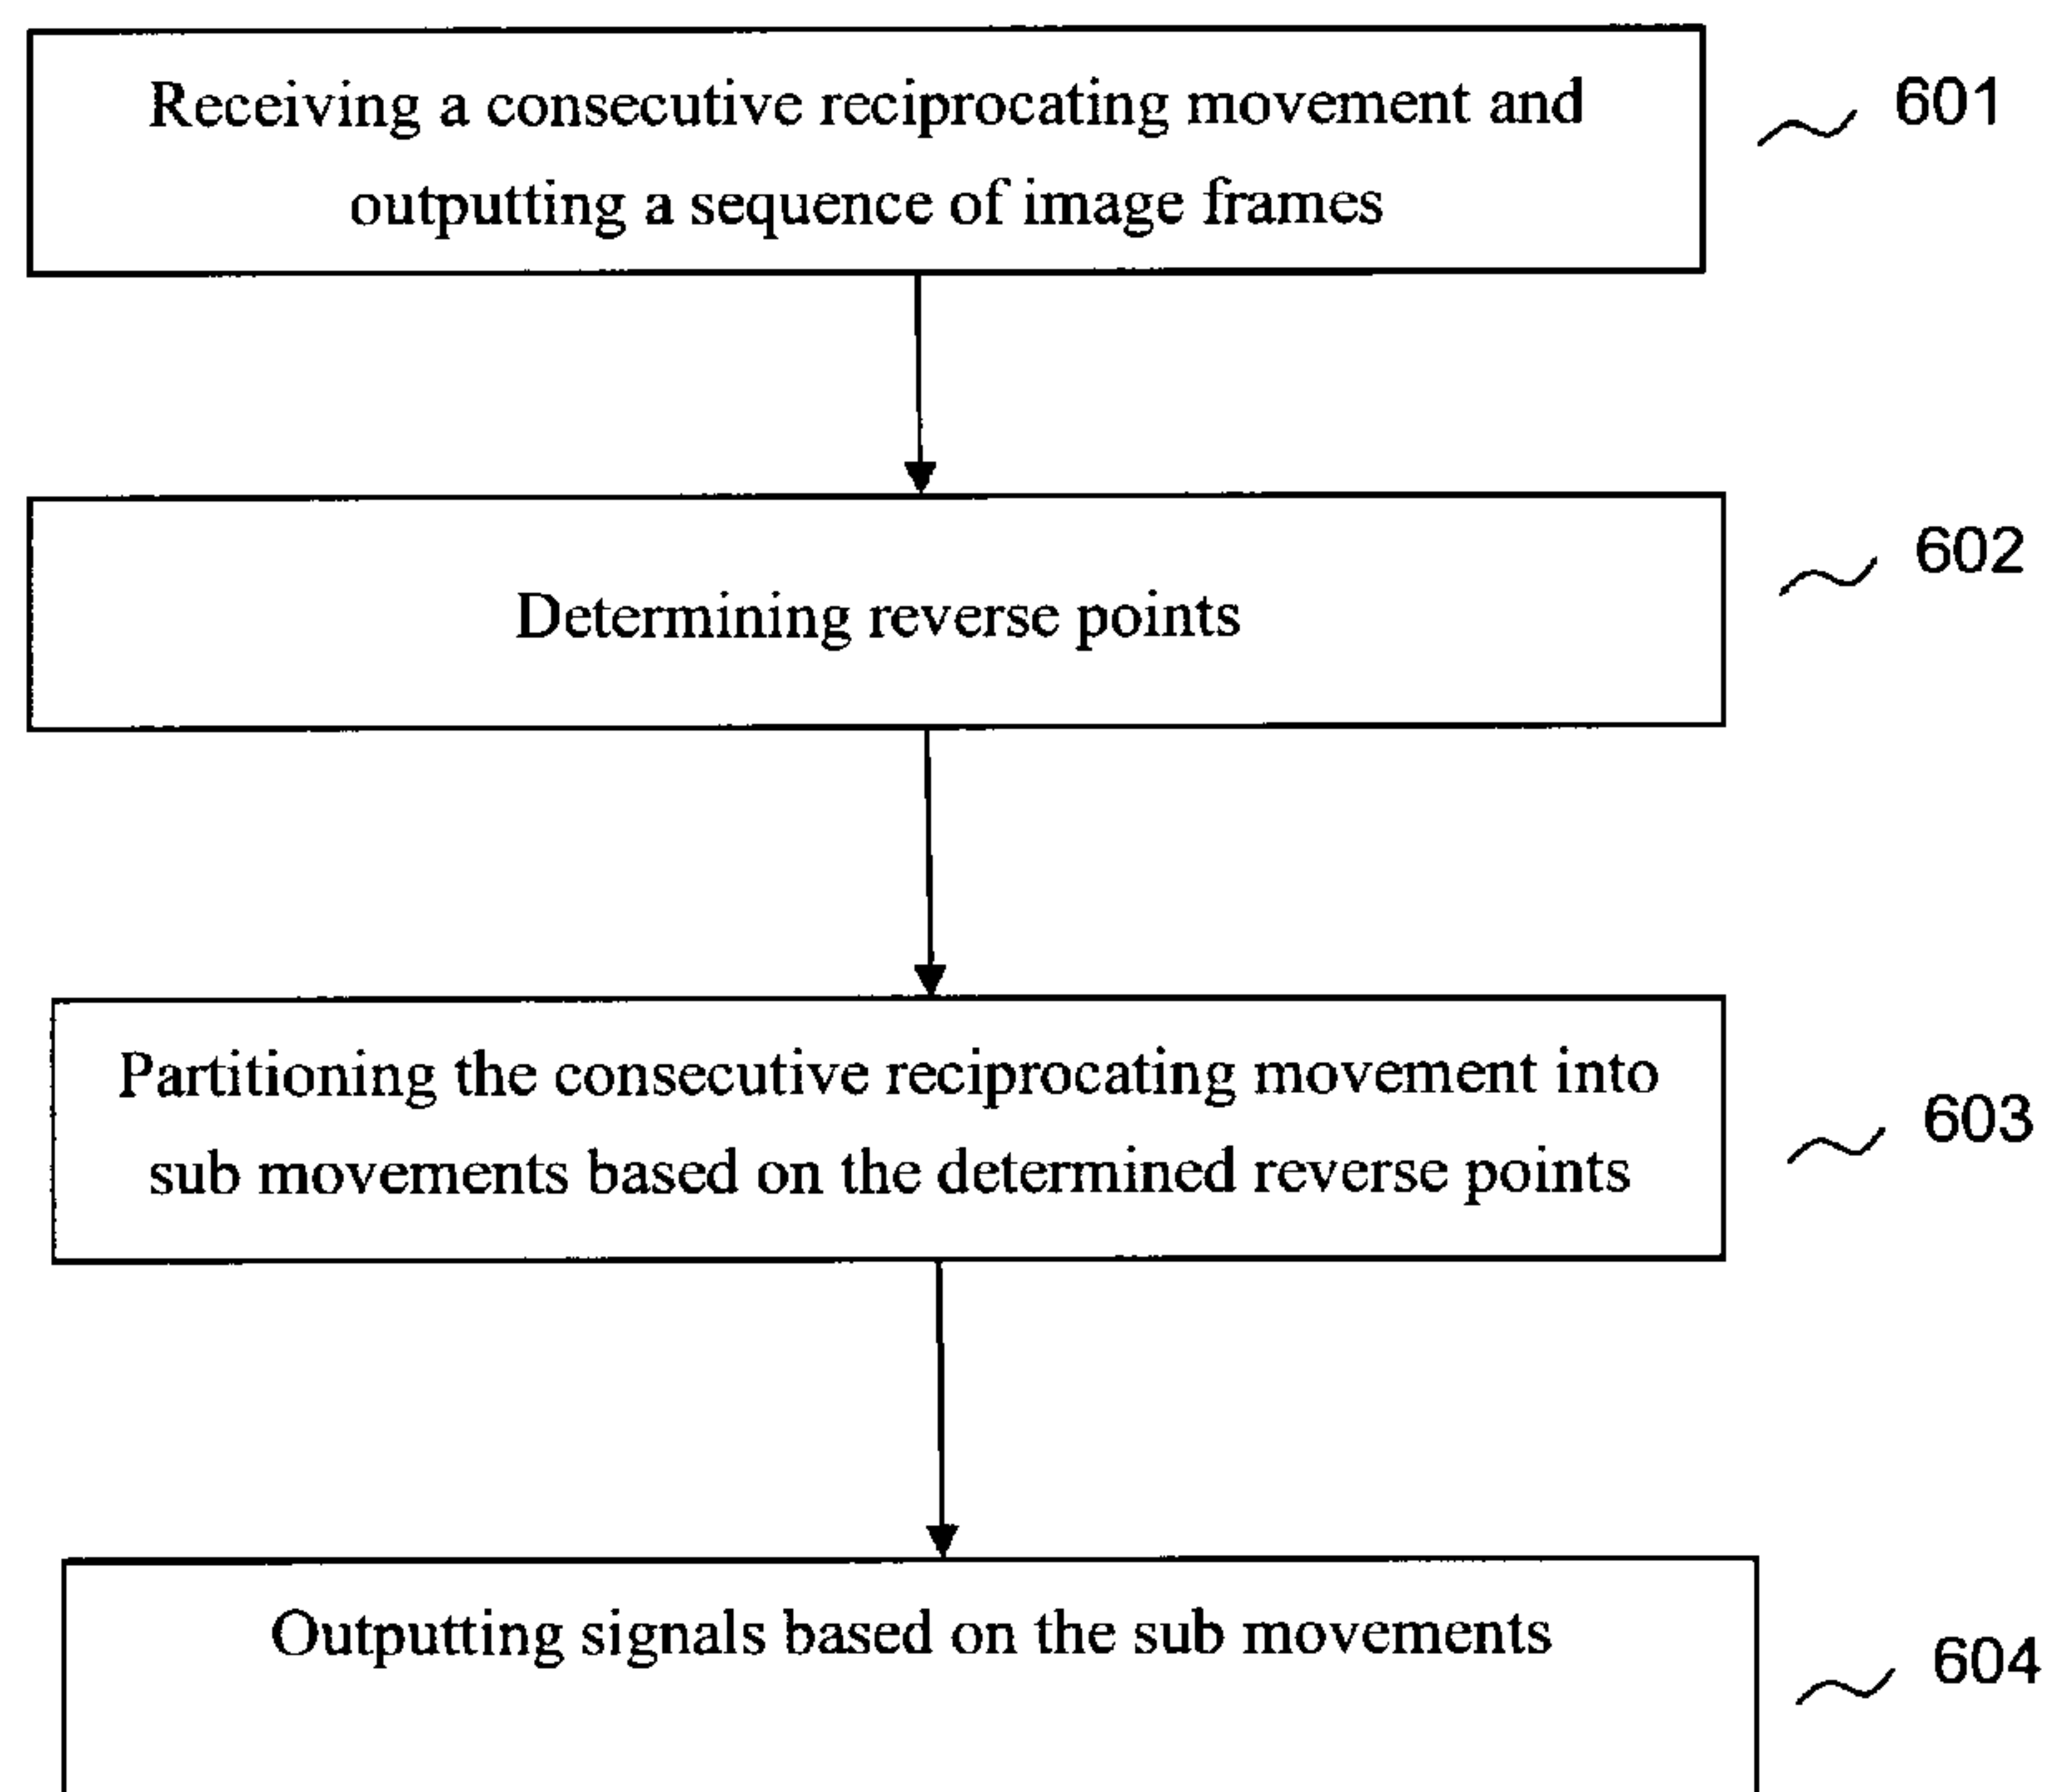 Receiving a consecutive reciprocating movement and
outputting a sequence of image frames
601
Determining reverse points
602
Partitioning the consecutive reciprocating movement into
sub movements based on the determined reverse points
603
Outputting signals based on the sub movements
604